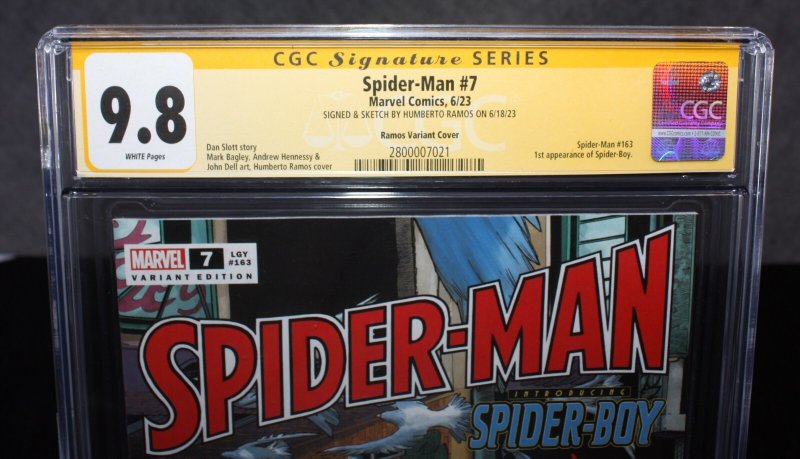 CGC Signature SERIES
9.8
WHITE Pages
Spider-Man #7
Marvel Comics, 6/23
SIGNED & SKETCH BY HUMBERTO RAMOS ON 6/18/23
Ramos Variant Cover
Dan Slott story
Mark Bagley, Andrew Hennessy &
John Dell art, Humberto Ramos cover
2800007021
Spider-Man #163
1st appearance of Spider-Boy.
CGC
MARVEL 7 LGY #163
VARIANT EDITION
SPIDER-MAN
INTRODUCING
SPIDER-BOY